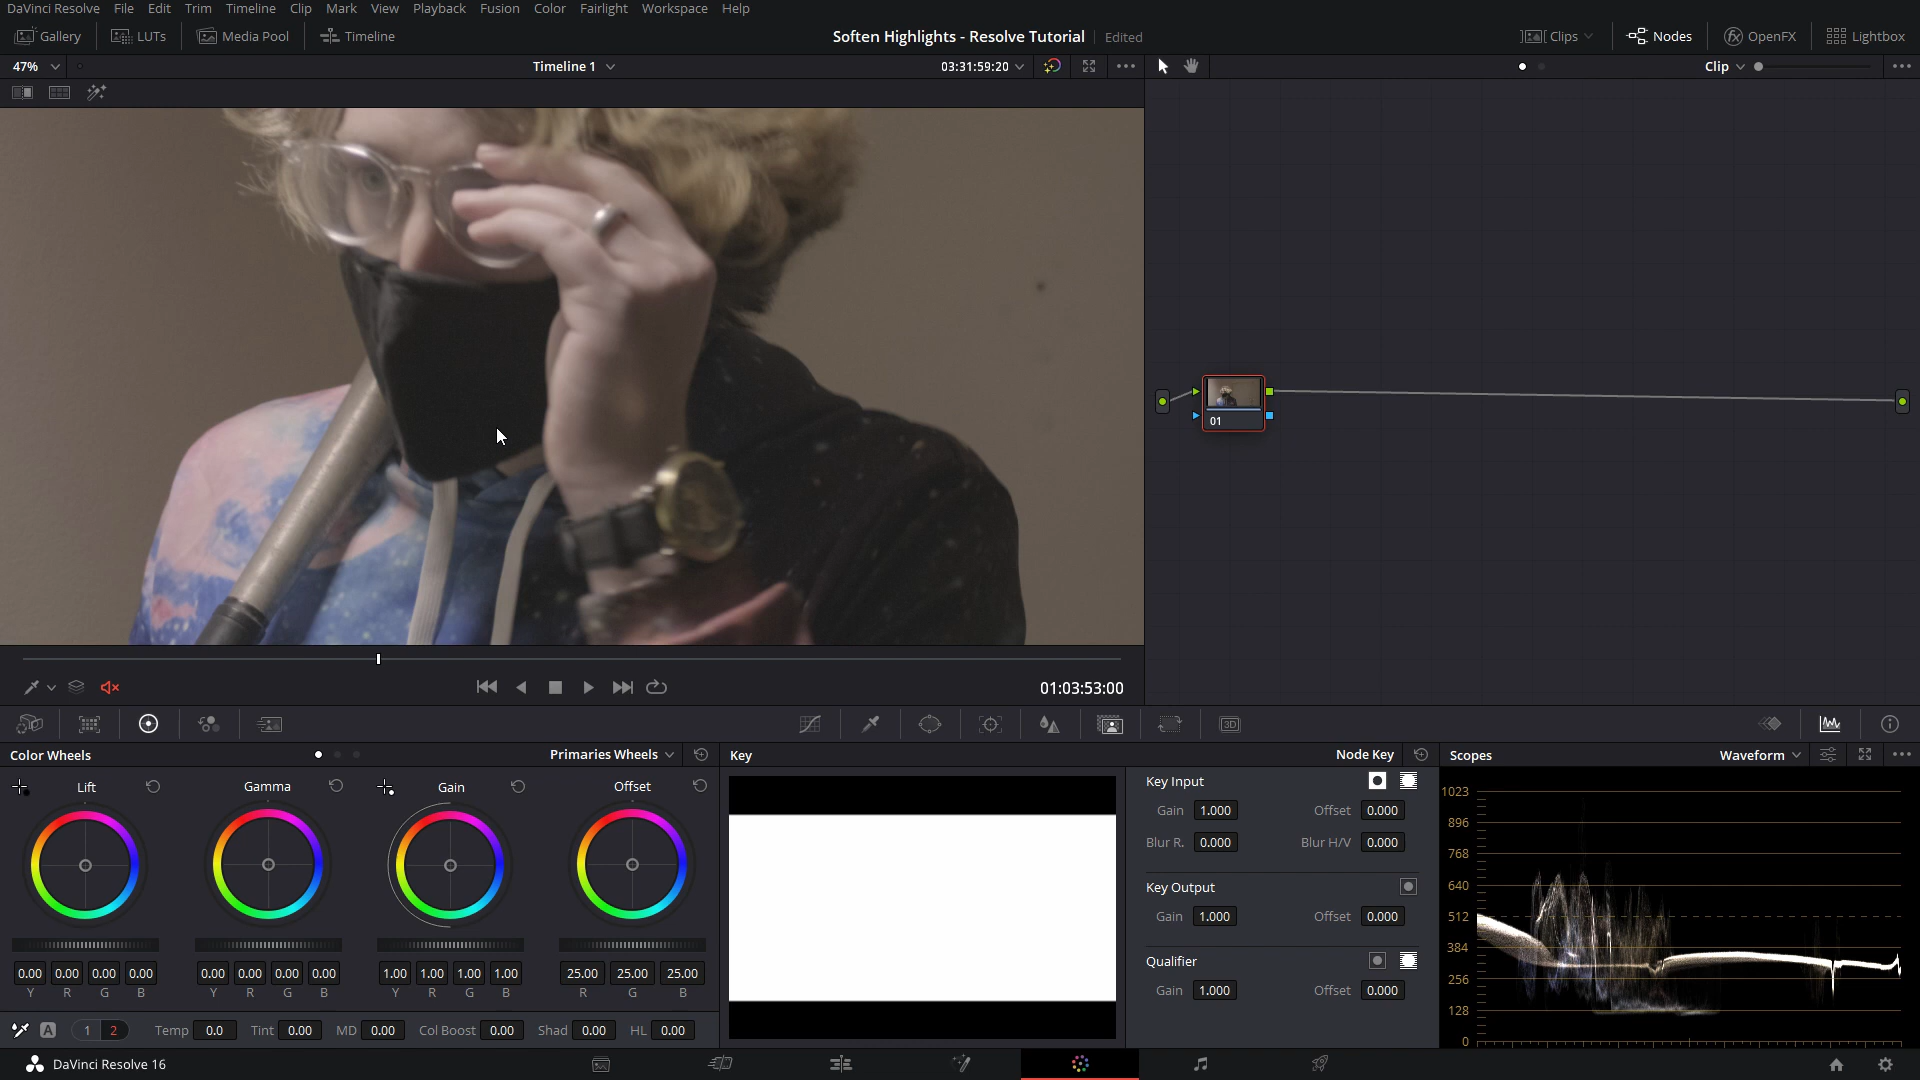 DaVinci Resolve File Edit Trim Timeline Clip Mark View Playback Fusion Color Fairlight Workspace Help
Gallery LUTs Media Pool Timeline Soften Highlights - Resolve Tutorial Edited Clips Nodes fx OpenFX Lightbox
47% Timeline 1 03:31:59:20 Clip
01
01:03:53:00
3D
Color Wheels Primaries Wheels Key Node Key Scopes Waveform
Lift Gamma Gain Offset
Key Input
Gain 1.000 Offset 0.000
Blur R. 0.000 Blur H/V 0.000
Key Output
Gain 1.000 Offset 0.000
Qualifier
Gain 1.000 Offset 0.000
1023
896
768
640
512
384
256
128
0
0.00 0.00 0.00 0.00 0.00 0.00 0.00 0.00 1.00 1.00 1.00 1.00 25.00 25.00 25.00
Y R G B Y R G B Y R G B R G B
A 1 2 Temp 0.0 Tint 0.00 MD 0.00 Col Boost 0.00 Shad 0.00 HL 0.00
DaVinci Resolve 16